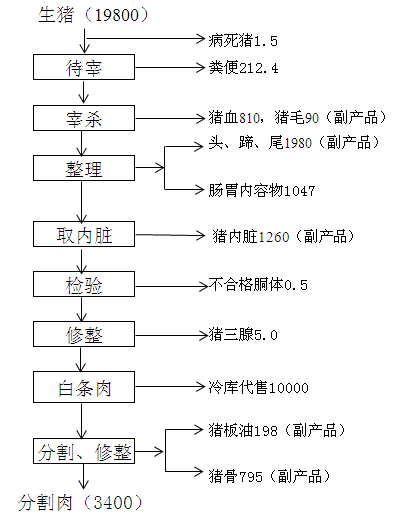 生猪（19800）
病死猪1.5
待宰
粪便212.4
宰杀
猪血810，猪毛90（副产品）
头、蹄、尾1980（副产品）
整理
肠胃内容物1047
取内脏
猪内脏1260（副产品）
检验
不合格胴体0.5
修整
猪三腺5.0
白条肉
冷库代售10000
猪板油198（副产品）
分割、修整
猪骨795（副产品）
分割肉（3400）